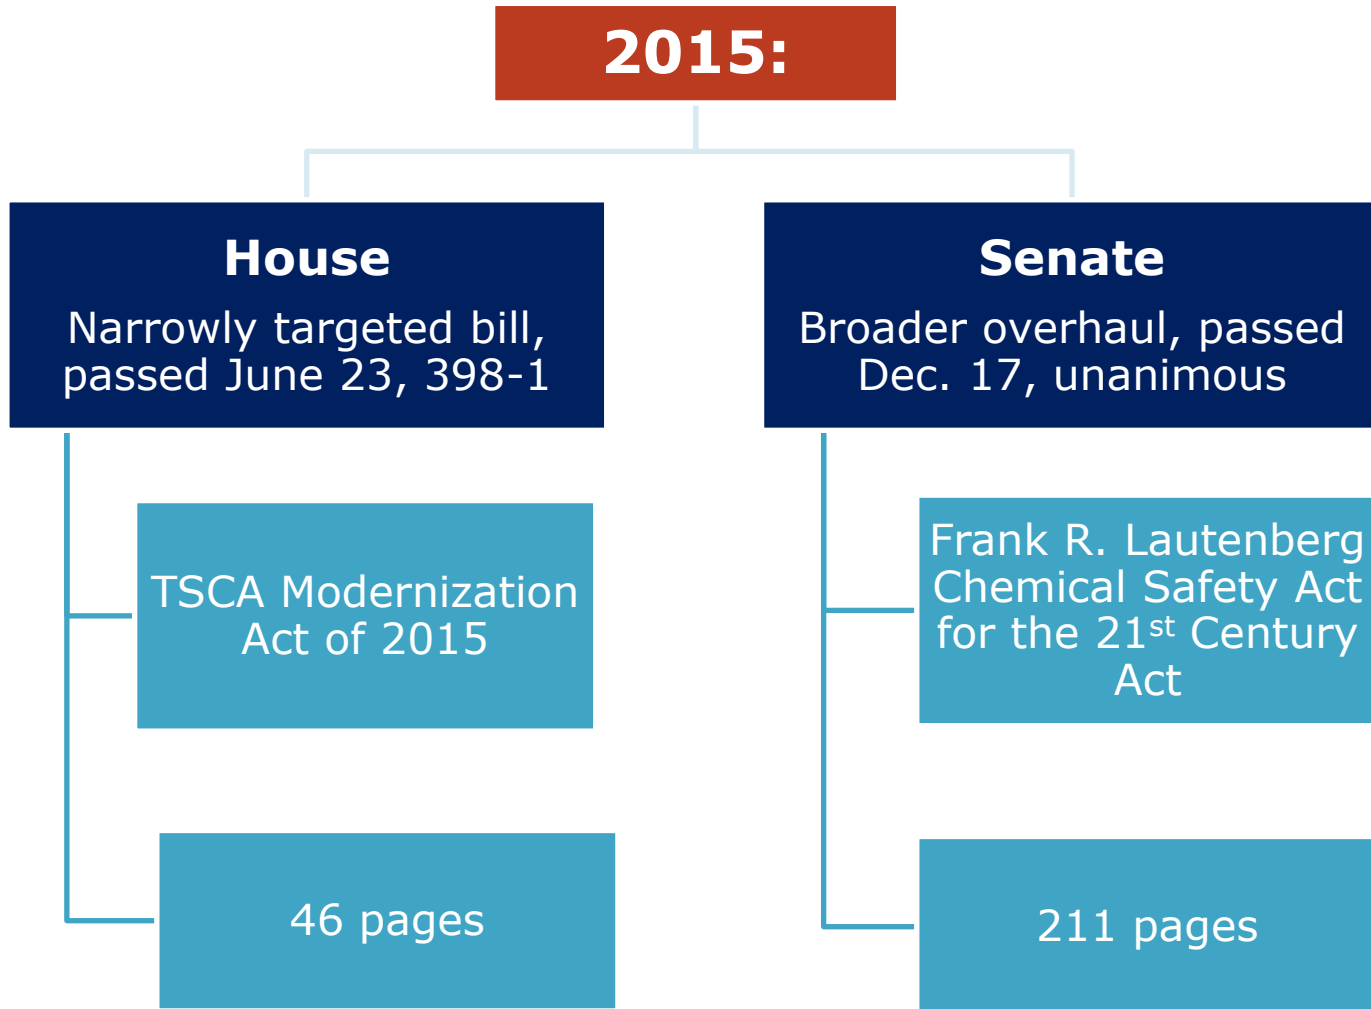 2015:
House
Narrowly targeted bill,
passed June 23, 398-1
TSCA Modernization
Act of 2015
46 pages
Senate
Broader overhaul, passed
Dec. 17, unanimous
Frank R. Lautenberg
Chemical Safety Act
for the 21st Century
Act
211 pages